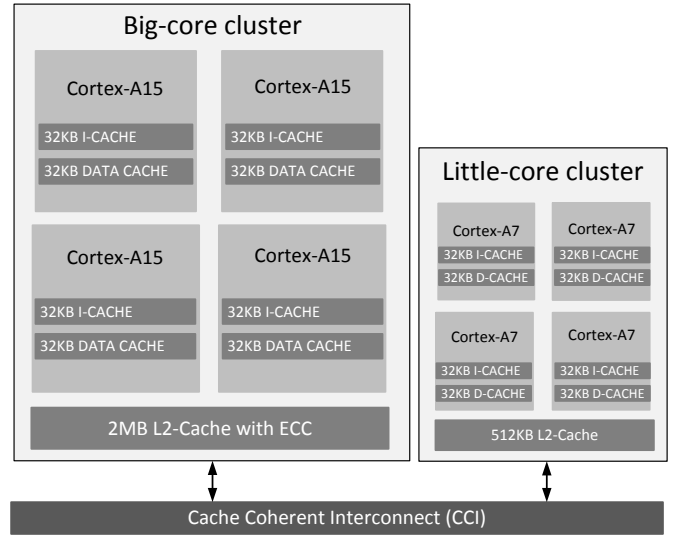 Big-core cluster
Cortex-A15
32KB I-CACHE
32KB DATA CACHE
Cortex-A15
32KB I-CACHE
32KB DATA CACHE
Cortex-A15
32KB I-CACHE
32KB DATA CACHE
Cortex-A15
32KB I-CACHE
32KB DATA CACHE
2MB L2-Cache with ECC
Little-core cluster
Cortex-A7
32KB I-CACHE
32KB D-CACHE
Cortex-A7
32KB I-CACHE
32KB D-CACHE
Cortex-A7
32KB I-CACHE
32KB D-CACHE
Cortex-A7
32KB I-CACHE
32KB D-CACHE
512KB L2-Cache
Cache Coherent Interconnect (CCI)